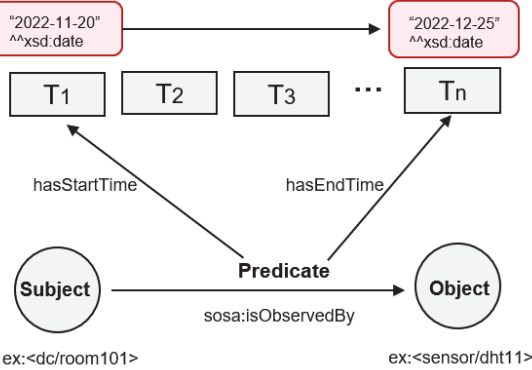 “2022-11-20”
^^xsd:date
“2022-12-25”
^^xsd:date
T1
T2
T3
...
Tn
hasStartTime
hasEndTime
Predicate
Subject
Object
sosa:isObservedBy
ex:<dc/room101>
ex:<sensor/dht11>